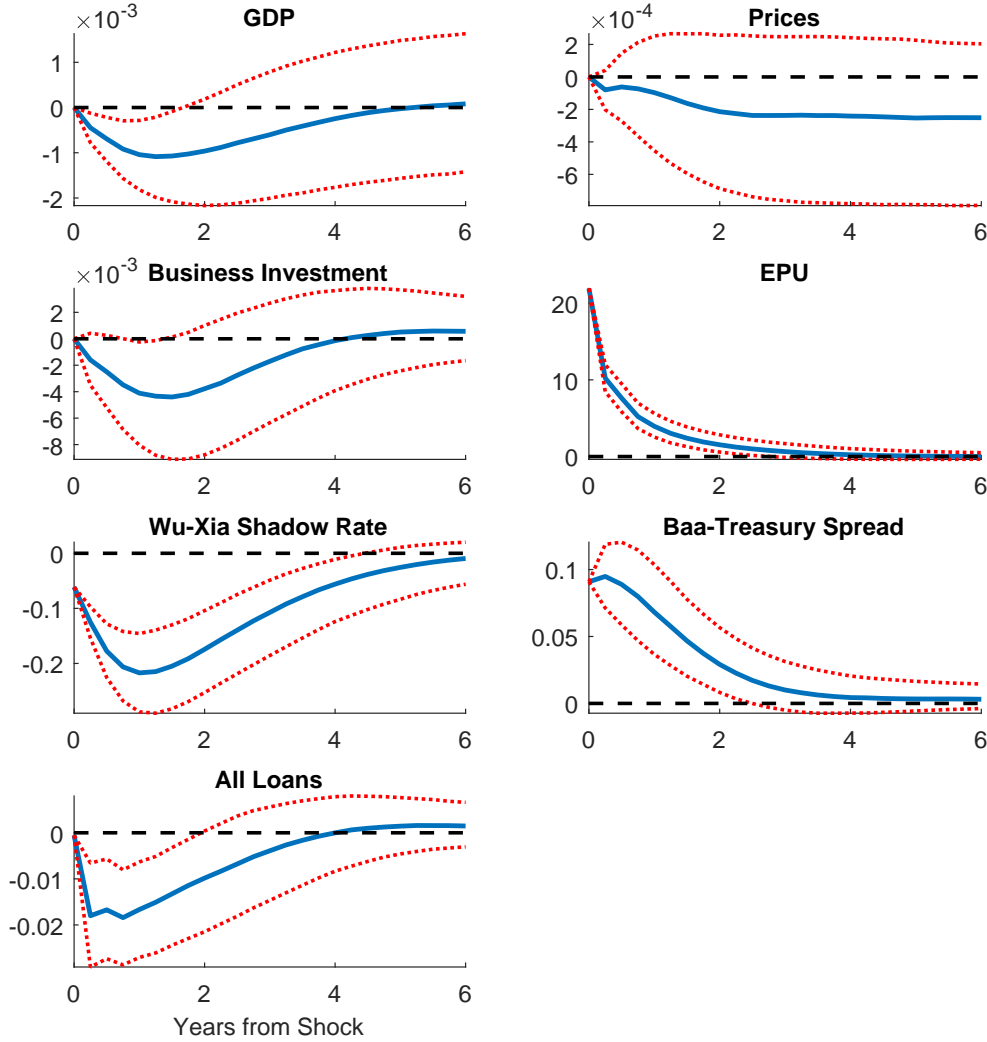 ×10⁻³
GDP
1
0
-1
-2
0 2 4 6
×10⁻⁴
Prices
2
0
-2
-4
-6
0 2 4 6
×10⁻³
Business Investment
2
0
-2
-4
-6
-8
0 2 4 6
EPU
20
10
0
0 2 4 6
Wu-Xia Shadow Rate
0
-0.1
-0.2
0 2 4 6
Baa-Treasury Spread
0.1
0.05
0
0 2 4 6
All Loans
0
-0.01
-0.02
0 2 4 6
Years from Shock